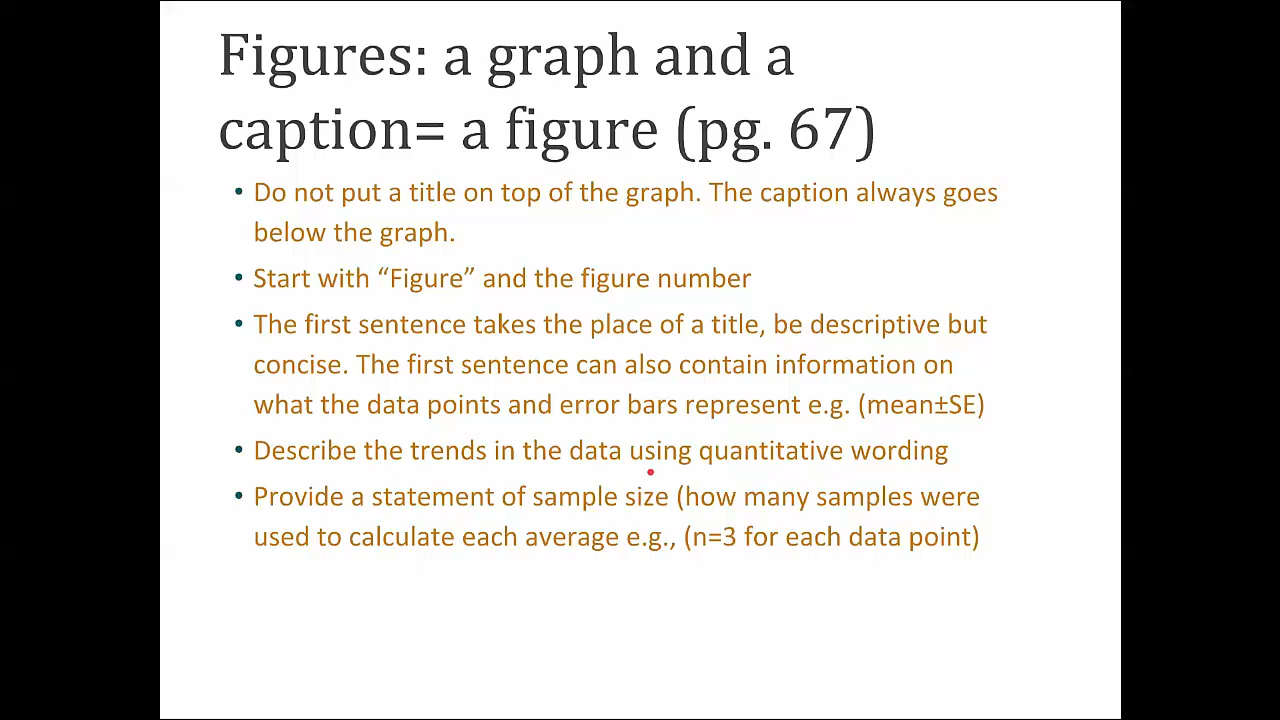 Figures: a graph and a
caption= a figure (pg. 67)
• Do not put a title on top of the graph. The caption always goes
below the graph.
• Start with “Figure” and the figure number
• The first sentence takes the place of a title, be descriptive but
concise. The first sentence can also contain information on
what the data points and error bars represent e.g. (mean±SE)
• Describe the trends in the data using quantitative wording
• Provide a statement of sample size (how many samples were
used to calculate each average e.g., (n=3 for each data point)